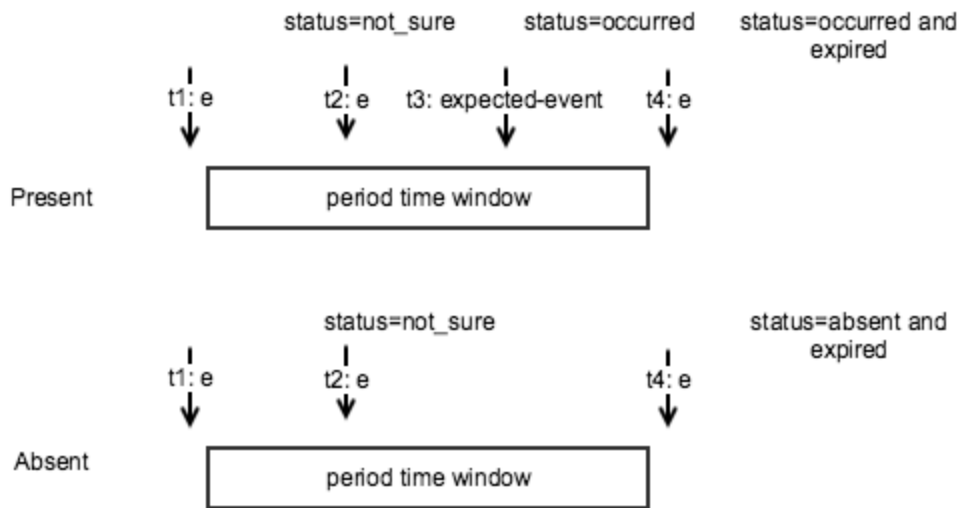 status=not_sure status=occurred status=occurred and
expired
t1: e t2: e t3: expected-event t4: e
Present period time window
status=not_sure status=absent and
expired
t1: e t2: e t4: e
Absent period time window